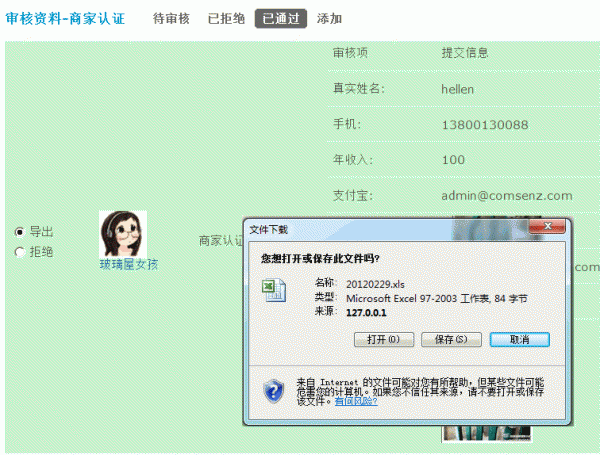 审核资料-商家认证 待审核 已拒绝 已通过 添加
审核项 提交信息
真实姓名: hellen
手机: 13800130088
年收入: 100
支付宝: admin@comsenz.com
导出
拒绝
玻璃屋女孩
商家认证
com
文件下载
您想打开或保存此文件吗?
名称: 20120229.xls
类型: Microsoft Excel 97-2003 工作表, 84 字节
来源: 127.0.0.1
打开(O) 保存(S) 取消
来自 Internet 的文件可能对您有所帮助，但某些文件可能
危害您的计算机。如果您不信任其来源，请不要打开或保存
该文件。有何风险?